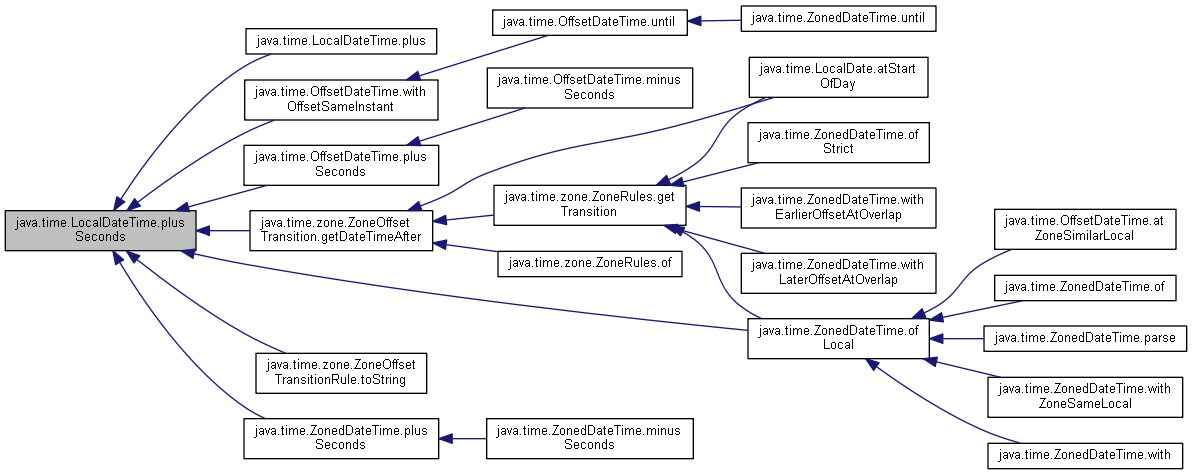 java.time.LocalDateTime.plus
Seconds
java.time.LocalDateTime.plus
java.time.OffsetDateTime.with
OffsetSameInstant
java.time.OffsetDateTime.plus
Seconds
java.time.zone.ZoneOffset
Transition.getDateTimeAfter
java.time.zone.ZoneOffset
TransitionRule.toString
java.time.ZonedDateTime.plus
Seconds
java.time.OffsetDateTime.until
java.time.OffsetDateTime.minus
Seconds
java.time.zone.ZoneRules.get
Transition
java.time.zone.ZoneRules.of
java.time.ZonedDateTime.minus
Seconds
java.time.ZonedDateTime.until
java.time.LocalDate.atStart
OfDay
java.time.ZonedDateTime.of
Strict
java.time.ZonedDateTime.with
EarlierOffsetAtOverlap
java.time.ZonedDateTime.with
LaterOffsetAtOverlap
java.time.ZonedDateTime.of
Local
java.time.OffsetDateTime.at
ZoneSimilarLocal
java.time.ZonedDateTime.of
java.time.ZonedDateTime.parse
java.time.ZonedDateTime.with
ZoneSameLocal
java.time.ZonedDateTime.with